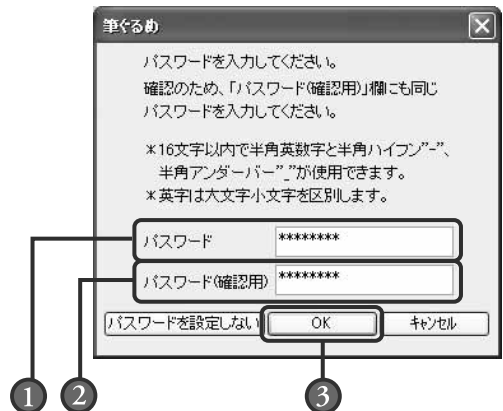 筆ぐるめ
パスワードを入力してください。
確認のため、「パスワード(確認用)」欄にも同じ
パスワードを入力してください。
*16文字以内で半角英数字と半角ハイフン"-"、
半角アンダーバー"_"が使用できます。
*英字は大文字小文字を区別します。
パスワード ********
パスワード(確認用) ********
パスワードを設定しない OK キャンセル
1 2 3